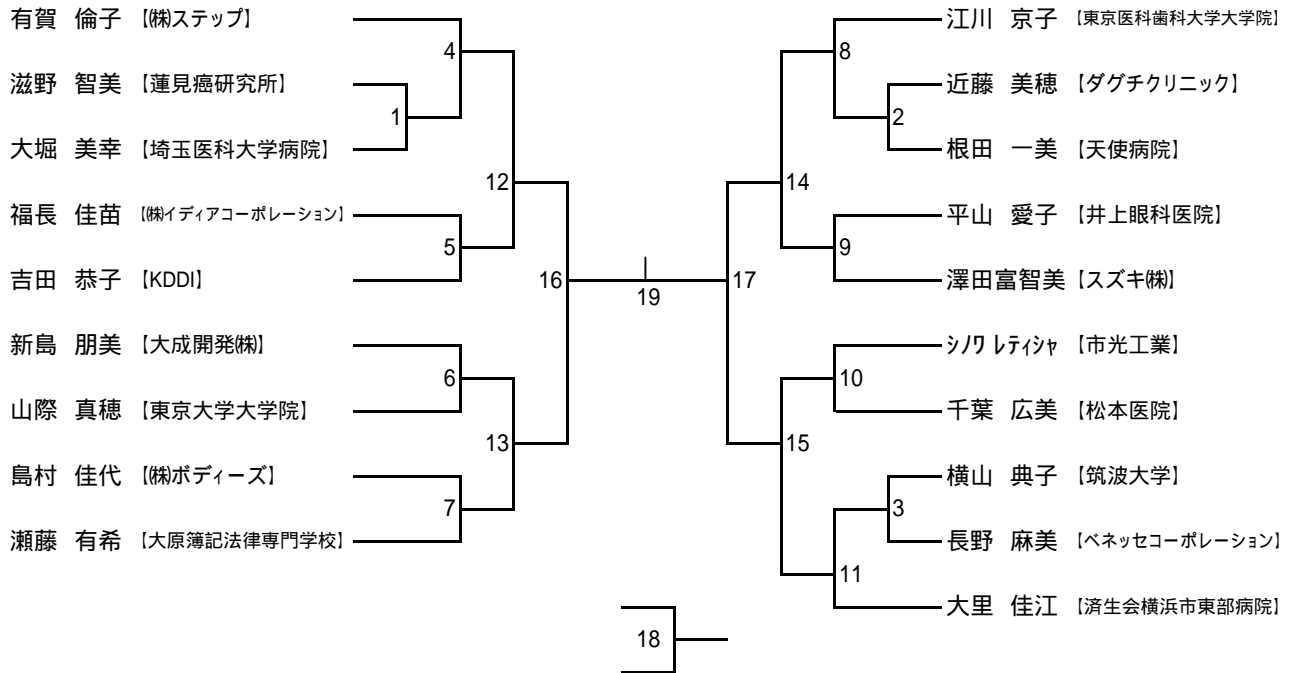 有賀 倫子 【㈱ステップ】
4
滋野 智美 【蓮見癌研究所】
1
大堀 美幸 【埼玉医科大学病院】
12
福長 佳苗 【㈱イディアコーポレーション】
5
吉田 恭子 【KDDI】
16
新島 朋美 【大成開発㈱】
6
山際 真穂 【東京大学大学院】
13
島村 佳代 【㈱ボディーズ】
7
瀬藤 有希 【大原簿記法律専門学校】
19
江川 京子 【東京医科歯科大学大学院】
8
近藤 美穂 【ダグチクリニック】
2
根田 一美 【天使病院】
14
平山 愛子 【井上眼科医院】
9
澤田富智美 【スズキ㈱】
17
シノワ レティシャ 【市光工業】
10
千葉 広美 【松本医院】
15
横山 典子 【筑波大学】
3
長野 麻美 【ベネッセコーポレーション】
11
大里 佳江 【済生会横浜市東部病院】
18